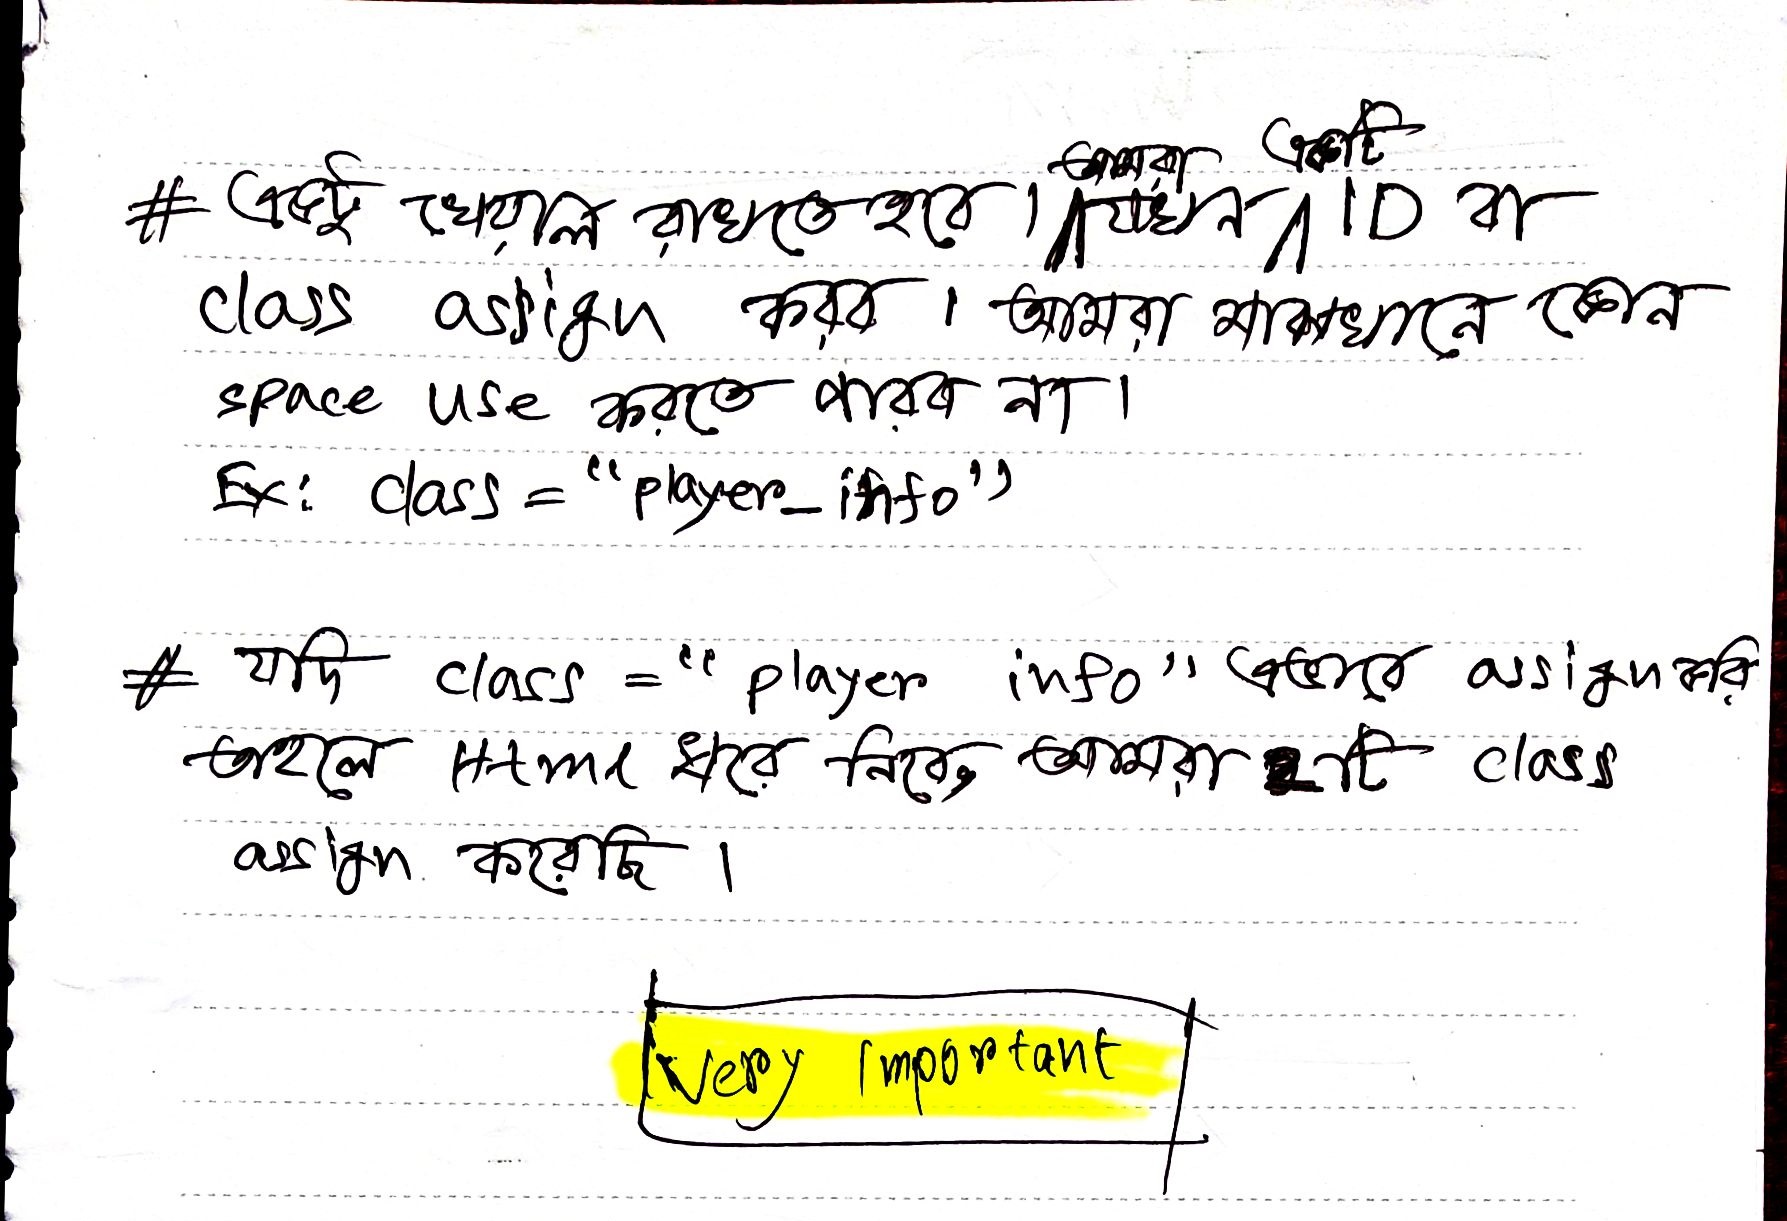 # একটু খেয়াল রাখতে হবে । আমরা যখন একটি ID বা
class assign করব । আমরা মাঝখানে কোন
space use করতে পারব না ।
Ex: class = "player_info"
# যদি class = "player info" এভাবে assign করি
তাহলে Html ধরে নিবে, আমরা 2টি class
assign করেছি ।
Very Important